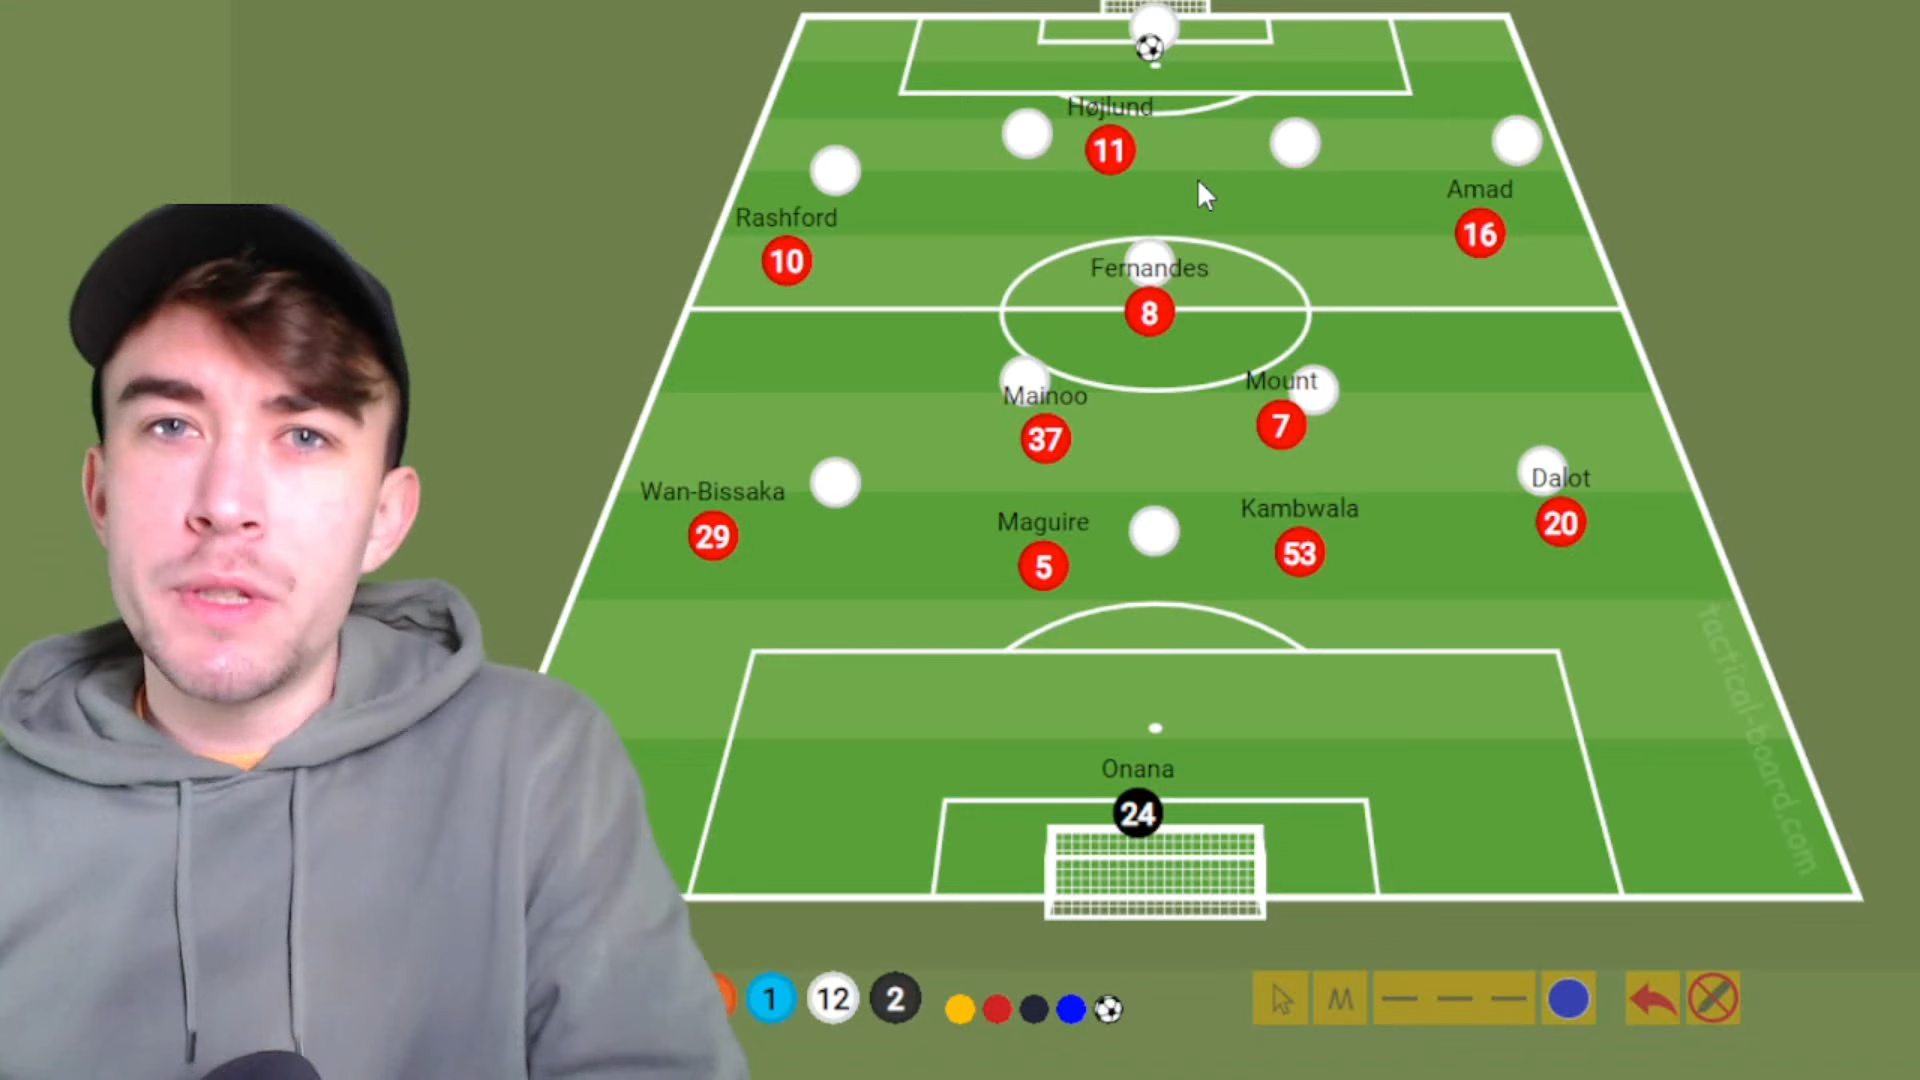 Højlund
11
Amad
16
Rashford
10
Fernandes
8
Mainoo
37
Mount
7
Wan-Bissaka
29
Maguire
5
Kambwala
53
Dalot
20
Onana
24
tactical-board.com
1
12
2